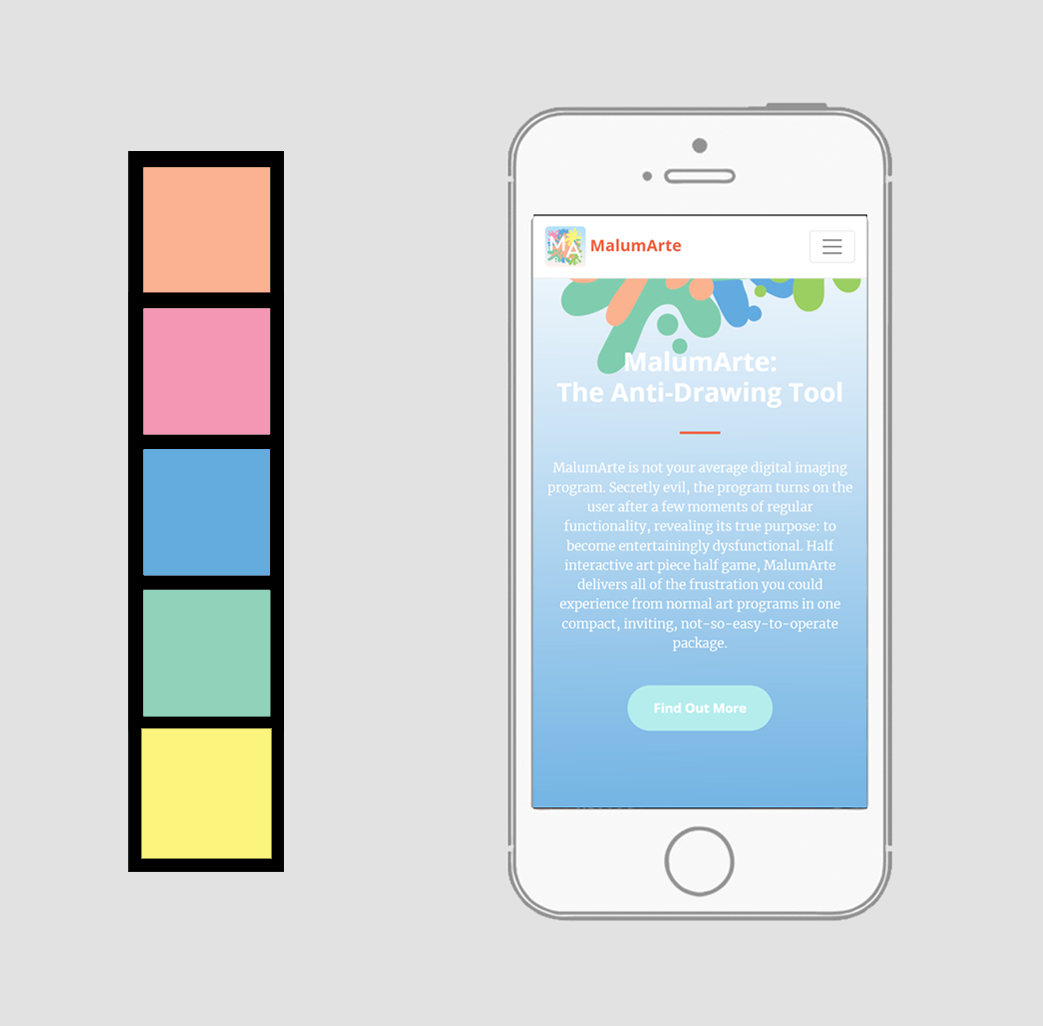 MA
MalumArte
MalumArte:
The Anti-Drawing Tool
MalumArte is not your average digital imaging
program. Secretly evil, the program turns on the
user after a few moments of regular
functionality, revealing its true purpose: to
become entertainingly dysfunctional. Half
interactive art piece half game, MalumArte
delivers all of the frustration you could
experience from normal art programs in one
compact, inviting, not-so-easy-to-operate
package.
Find Out More